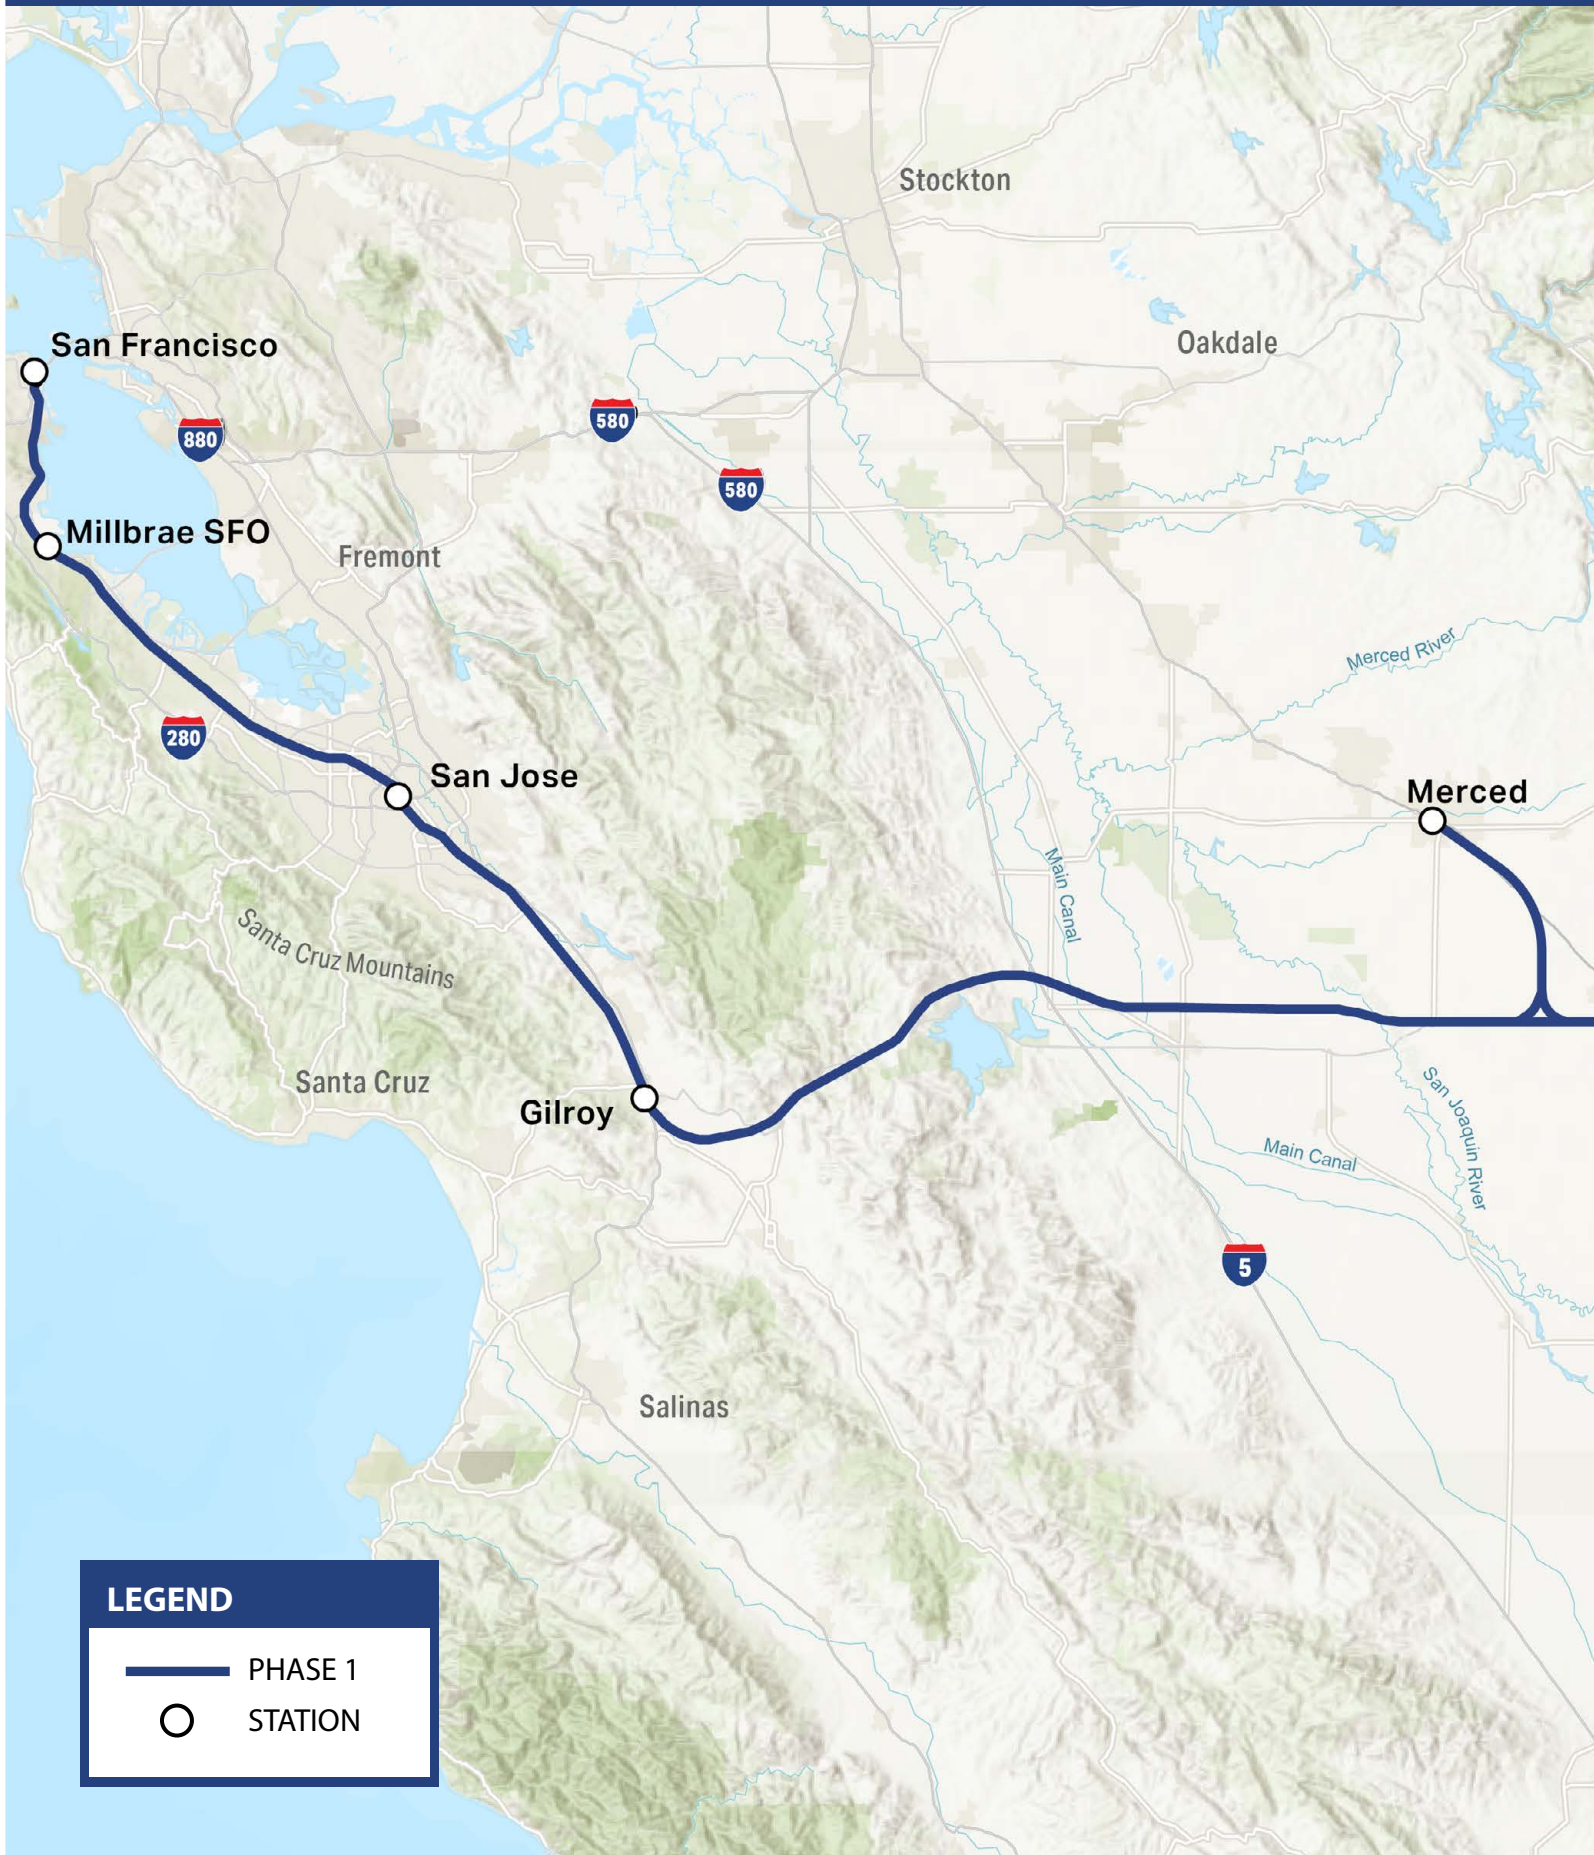 Stockton
Oakdale
San Francisco
880
580
580
Millbrae SFO
Fremont
Merced River
280
San Jose
Merced
Main Canal
Santa Cruz Mountains
Santa Cruz
Gilroy
San Joaquin River
Main Canal
5
Salinas
LEGEND
PHASE 1
STATION